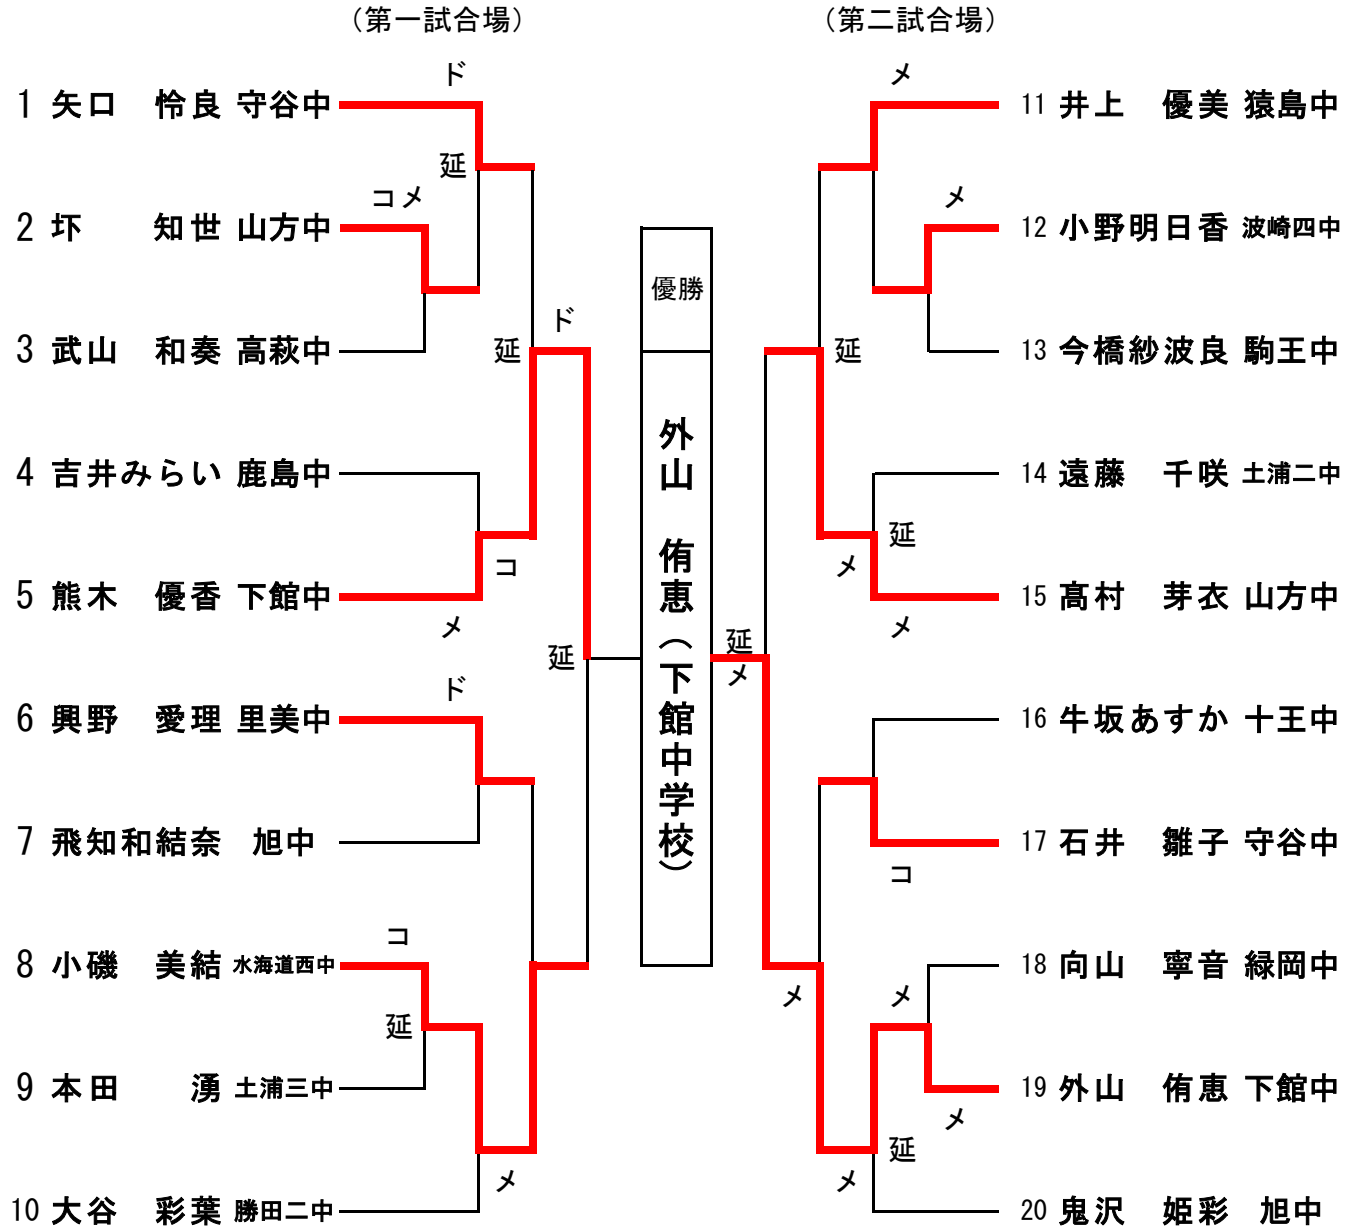 (第一試合場)
(第二試合場)
ド
1 矢口 怜良 守谷中
延
コメ
2 圷 知世 山方中
3 武山 和奏 高萩中
ド
延
4 吉井みらい 鹿島中
コ
5 熊木 優香 下館中
メ
延
ド
6 興野 愛理 里美中
7 飛知和結奈 旭中
コ
8 小磯 美結 水海道西中
延
9 本田 湧 土浦三中
メ
10 大谷 彩葉 勝田二中
優勝
外山 侑恵(下館中学校)
メ
11 井上 優美 猿島中
メ
12 小野明日香 波崎四中
13 今橋紗波良 駒王中
延
14 遠藤 千咲 土浦二中
延
メ
15 髙村 芽衣 山方中
メ
延
メ
16 牛坂あすか 十王中
17 石井 雛子 守谷中
コ
18 向山 寧音 緑岡中
メ
メ
19 外山 侑恵 下館中
メ
延
メ
20 鬼沢 姫彩 旭中